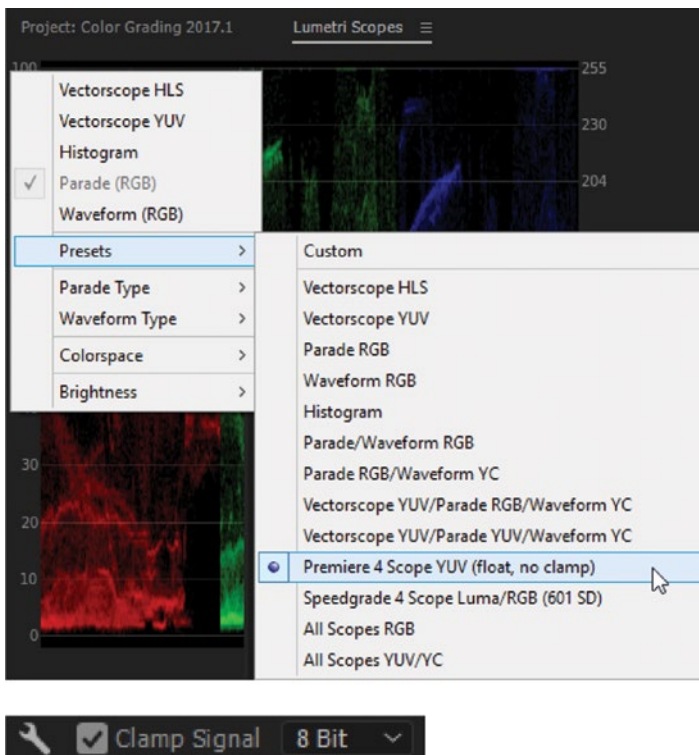 Project: Color Grading 2017.1
Lumetri Scopes
100
255
Vectorscope HLS
Vectorscope YUV
230
Histogram
Parade (RGB)
204
Waveform (RGB)
Presets
Custom
Parade Type
Vectorscope HLS
Waveform Type
Vectorscope YUV
Colorspace
Parade RGB
Brightness
Waveform RGB
Histogram
Parade/Waveform RGB
30
Parade RGB/Waveform YC
Vectorscope YUV/Parade RGB/Waveform YC
20
Vectorscope YUV/Parade YUV/Waveform YC
Premiere 4 Scope YUV (float, no clamp)
10
Speedgrade 4 Scope Luma/RGB (601 SD)
0
All Scopes RGB
All Scopes YUV/YC
Clamp Signal
8 Bit